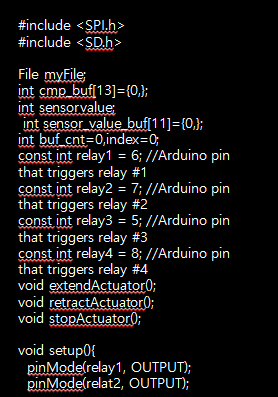 #include <SPI.h>
#include <SD.h>
File myFile;
int cmp_buf[13]={0,};
int sensorvalue;
int sensor_value_buf[11]={0,};
int buf_cnt=0,index=0;
const int relay1 = 6; //Arduino pin
that triggers relay #1
const int relay2 = 7; //Arduino pin
that triggers relay #2
const int relay3 = 5; //Arduino pin
that triggers relay #3
const int relay4 = 8; //Arduino pin
that triggers relay #4
void extendActuator();
void retractActuator();
void stopActuator();
void setup(){
pinMode(relay1, OUTPUT);
pinMode(relat2, OUTPUT);